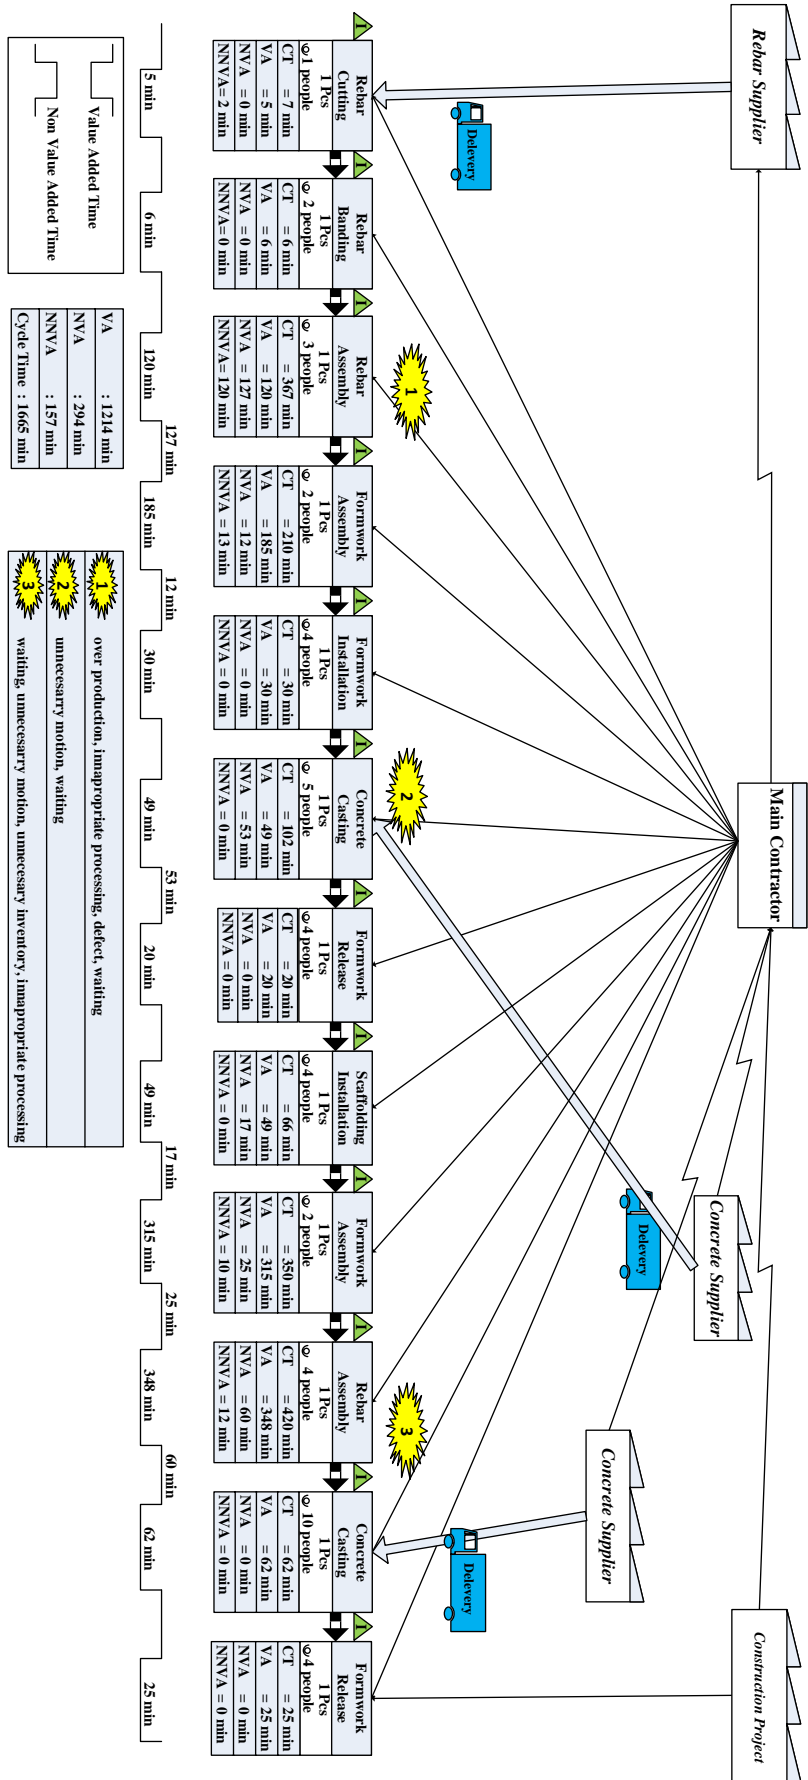 Rebar Supplier
Main Contractor
Concrete Supplier
Concrete Supplier
Construction Project
Delevery
Delevery
Delevery
1
2
3
I
Rebar
Cutting
1 Pcs
1 people
CT = 7 min
VA = 5 min
NVA = 0 min
NNVA= 2 min
I
Rebar
Banding
1 Pcs
2 people
CT = 6 min
VA = 6 min
NVA = 0 min
NNVA= 0 min
I
Rebar
Assembly
1 Pcs
3 people
CT = 367 min
VA = 120 min
NVA = 127 min
NNVA= 120 min
I
Formwork
Assembly
1 Pcs
2 people
CT = 210 min
VA = 185 min
NVA = 12 min
NNVA = 13 min
I
Formwork
Installation
1 Pcs
4 people
CT = 30 min
VA = 30 min
NVA = 0 min
NNVA = 0 min
I
Concrete
Casting
1 Pcs
5 people
CT = 102 min
VA = 49 min
NVA = 53 min
NNVA = 0 min
I
Formwork
Release
1 Pcs
4 people
CT = 20 min
VA = 20 min
NVA = 0 min
NNVA = 0 min
I
Scaffolding
Installation
1 Pcs
4 people
CT = 66 min
VA = 49 min
NVA = 17 min
NNVA = 0 min
I
Formwork
Assembly
1 Pcs
2 people
CT = 350 min
VA = 315 min
NVA = 25 min
NNVA = 10 min
I
Rebar
Assembly
1 Pcs
4 people
CT = 420 min
VA = 348 min
NVA = 60 min
NNVA = 12 min
I
Concrete
Casting
1 Pcs
10 people
CT = 62 min
VA = 62 min
NVA = 0 min
NNVA = 0 min
I
Formwork
Release
1 Pcs
4 people
CT = 25 min
VA = 25 min
NVA = 0 min
NNVA = 0 min
5 min
6 min
120 min
127 min
185 min
12 min
30 min
49 min
53 min
20 min
49 min
17 min
315 min
25 min
348 min
60 min
62 min
25 min
Value Added Time
Non Value Added Time
VA : 1214 min
NVA : 294 min
NNVA : 157 min
Cycle Time : 1665 min
1 over production, innapropriate processing, defect, waiting
2 unnecesarry motion, waiting
3 waiting, unnecesarry motion, unnecesary inventory, innapropriate processing